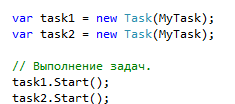 var task1 = new Task(MyTask);
var task2 = new Task(MyTask);
// Выполнение задач.
task1.Start();
task2.Start();